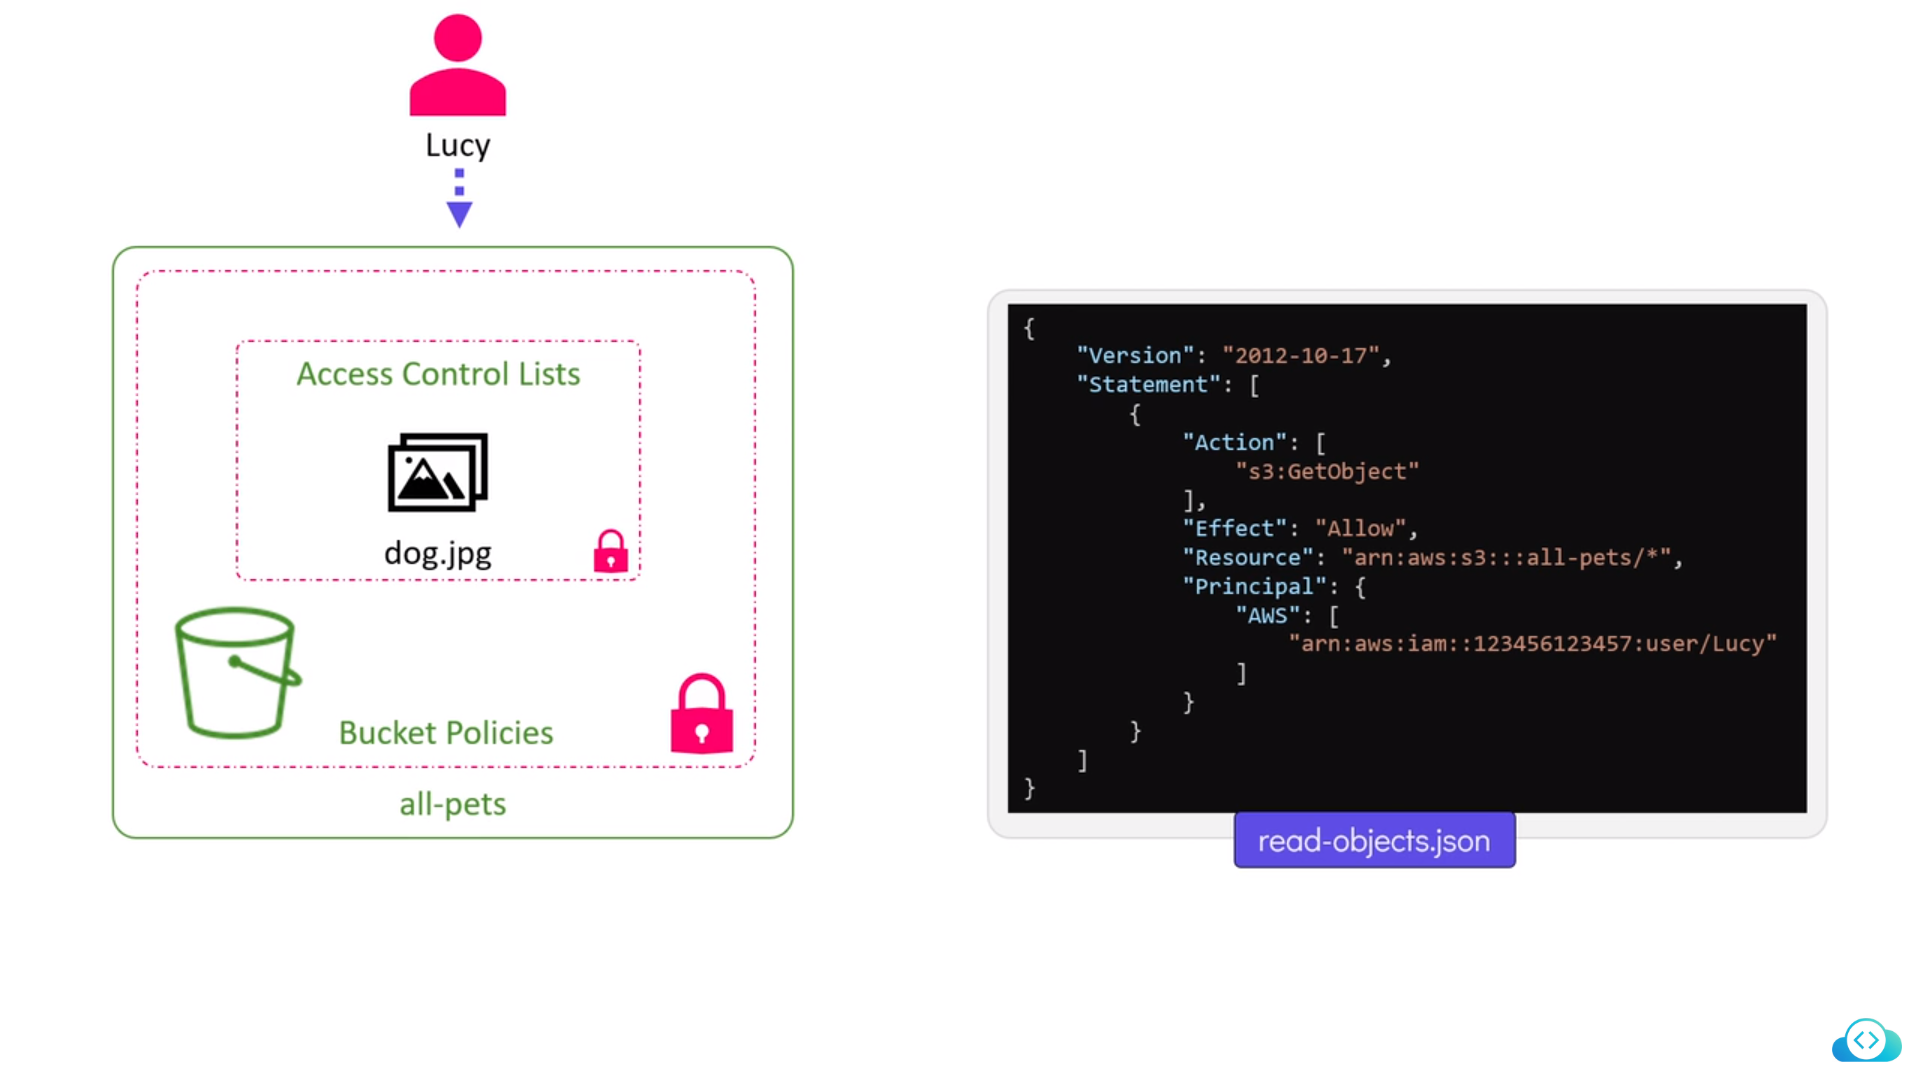 Lucy
Access Control Lists
dog.jpg
Bucket Policies
all-pets
{
    "Version": "2012-10-17",
    "Statement": [
        {
            "Action": [
                "s3:GetObject"
            ],
            "Effect": "Allow",
            "Resource": "arn:aws:s3:::all-pets/*",
            "Principal": {
                "AWS": [
                    "arn:aws:iam::123456123457:user/Lucy"
                ]
            }
        }
    ]
}
read-objects.json